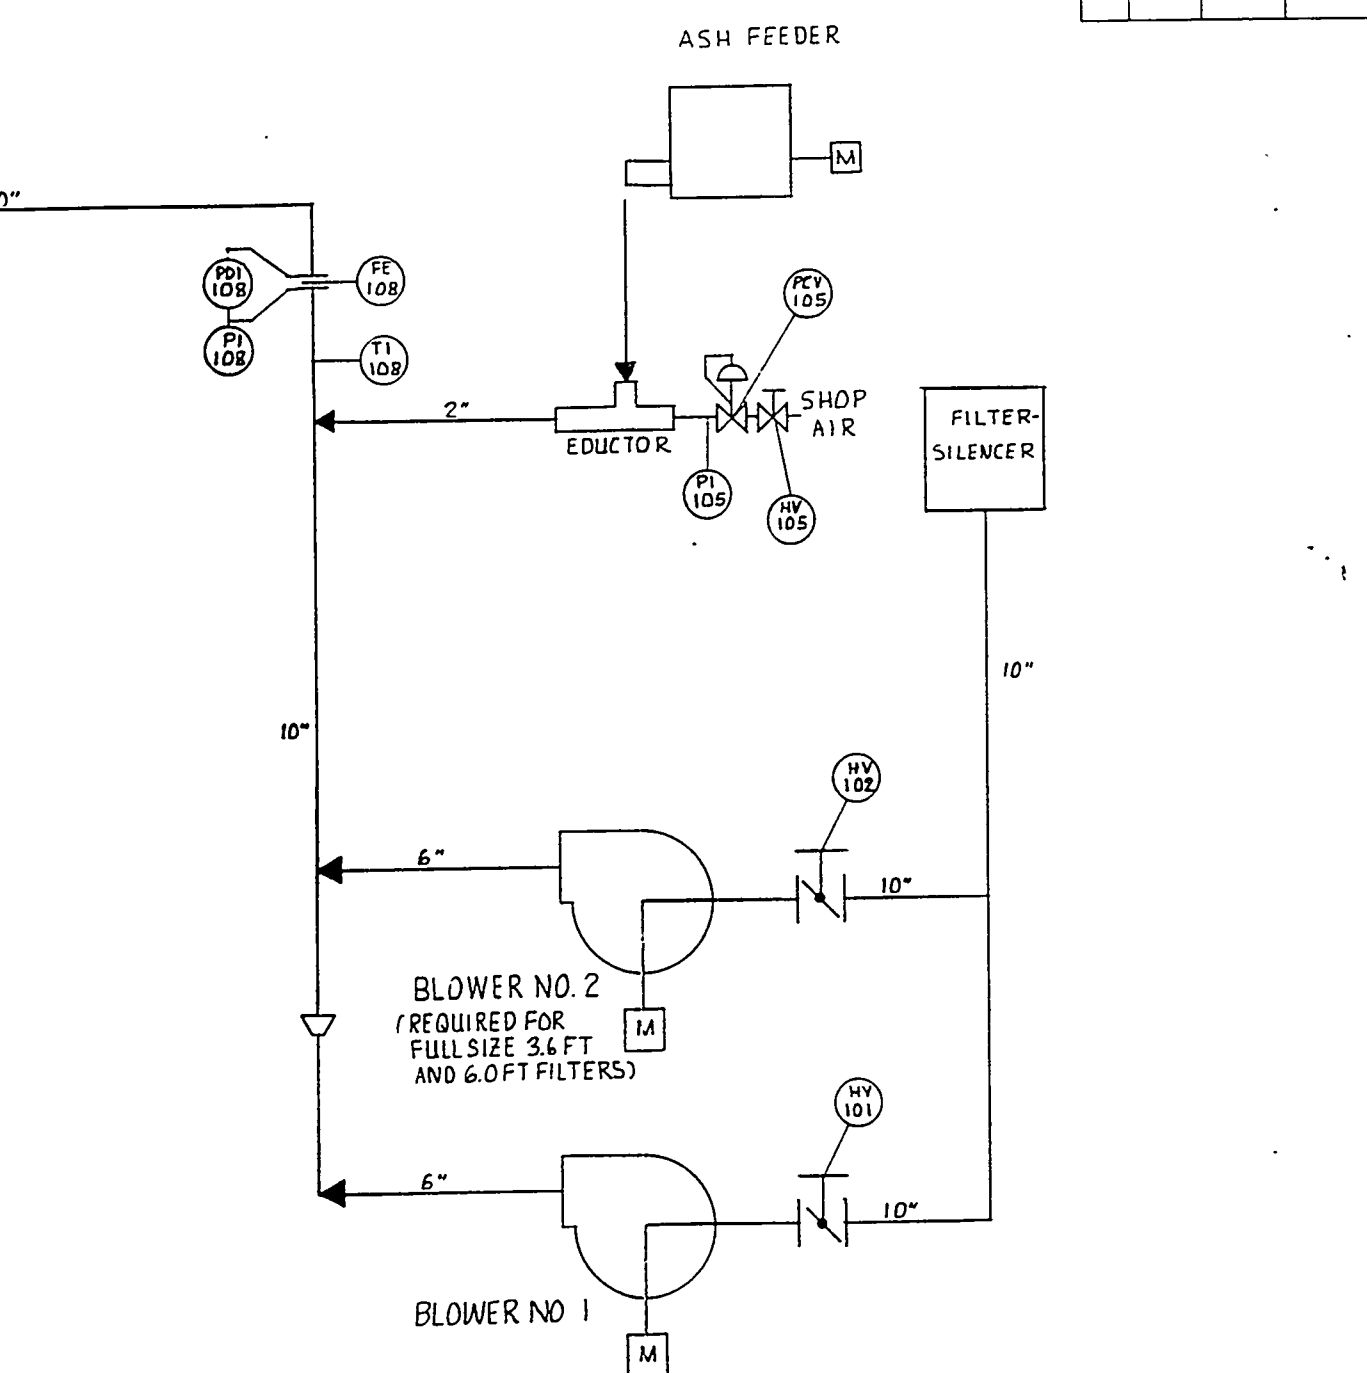 ASH FEEDER
M
0"
PDI
108
FE
108
PI
108
TI
108
PCV
105
2"
EDUCTOR
SHOP
AIR
PI
105
HV
105
FILTER-
SILENCER
10"
10"
HV
102
6"
10"
BLOWER NO. 2
(REQUIRED FOR
FULL SIZE 3.6 FT
AND 6.0 FT FILTERS)
M
HV
101
6"
10"
BLOWER NO 1
M